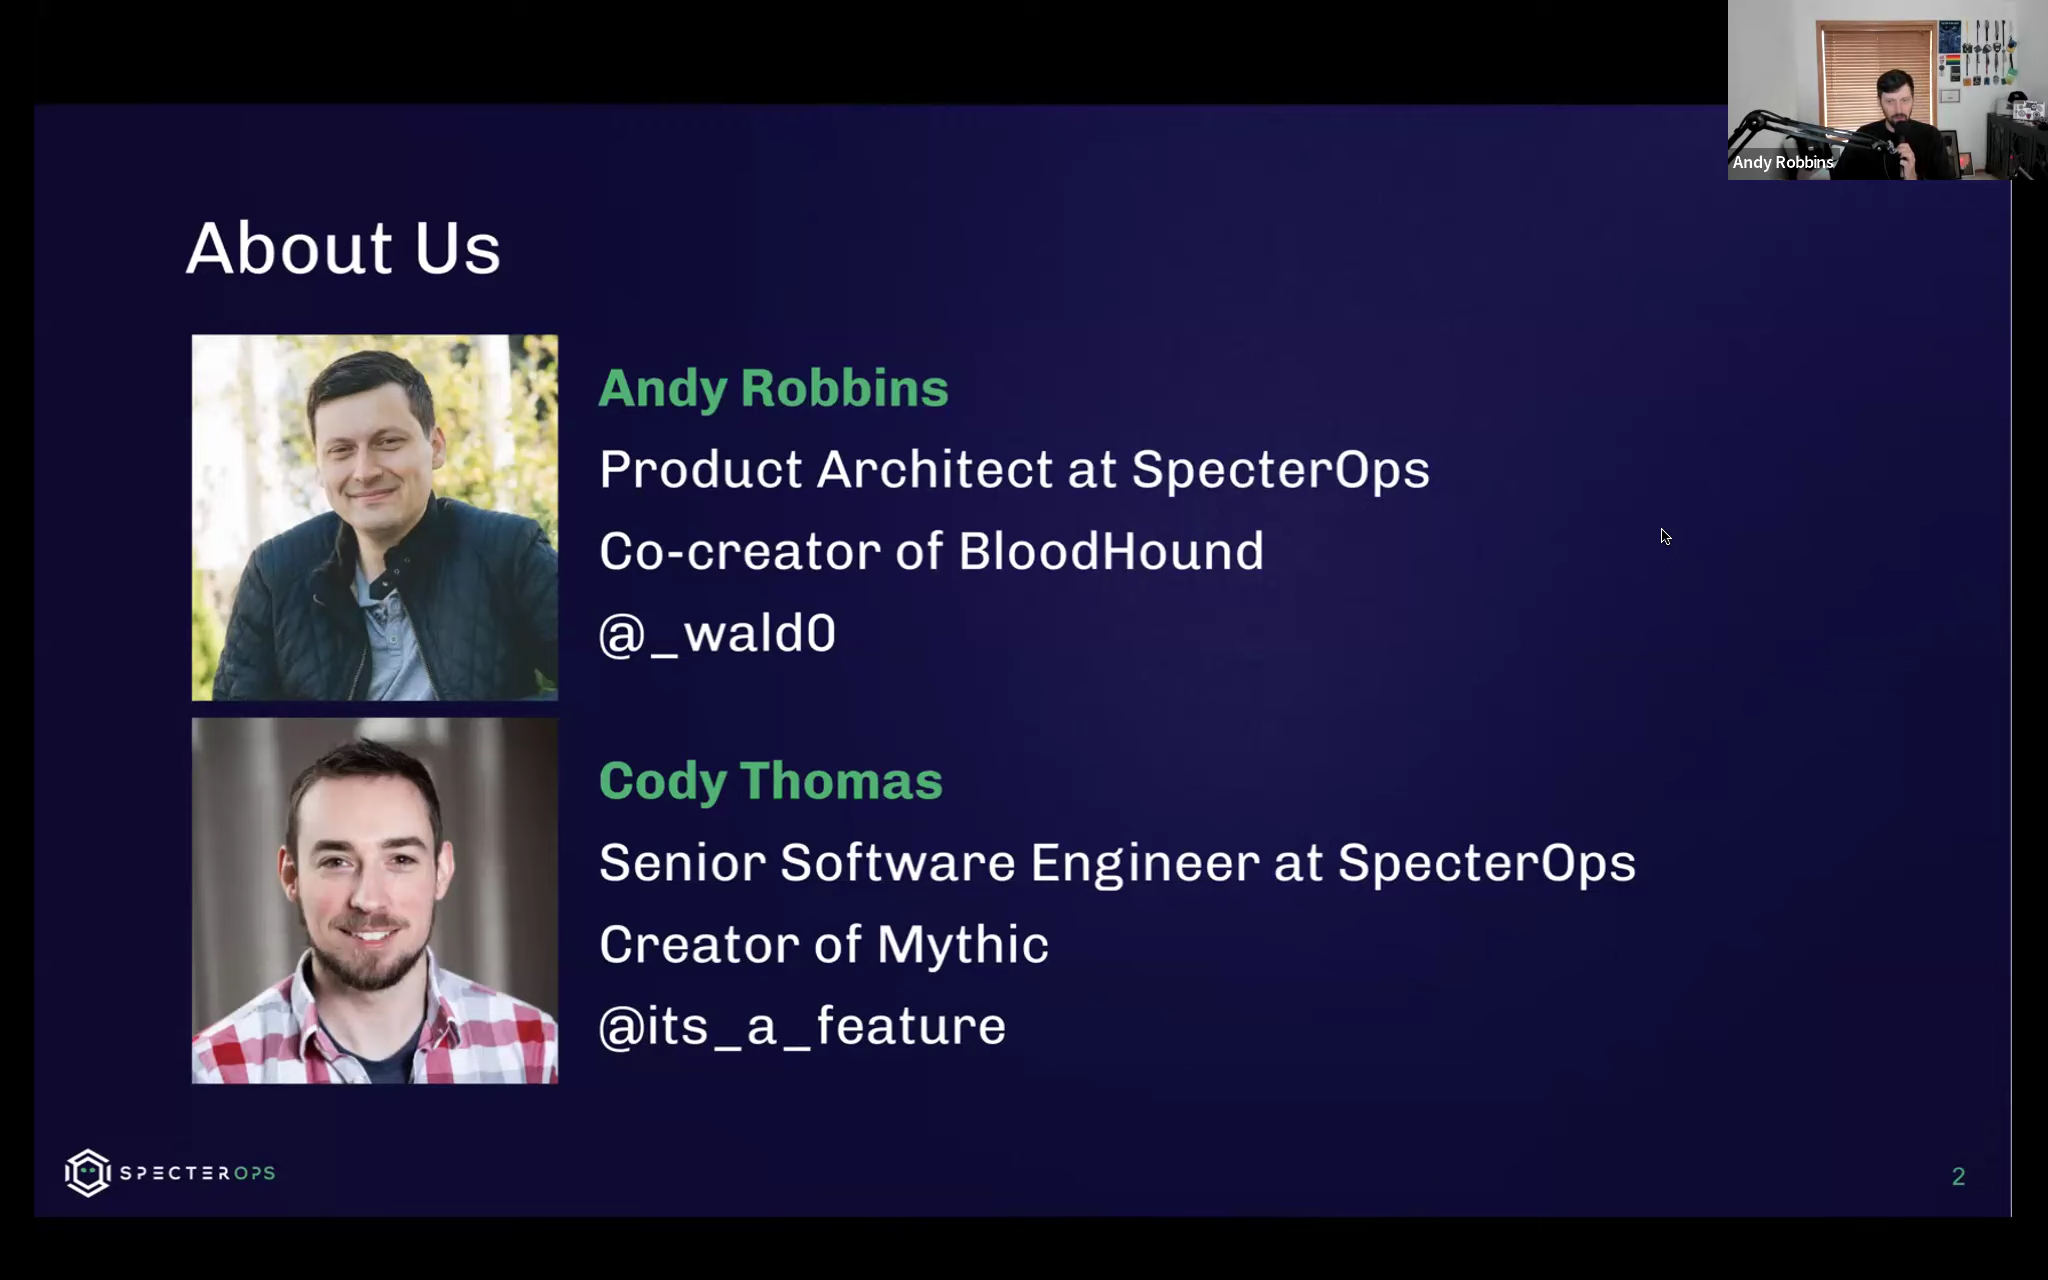 Andy Robbins
About Us
Andy Robbins
Product Architect at SpecterOps
Co-creator of BloodHound
@_wald0
Cody Thomas
Senior Software Engineer at SpecterOps
Creator of Mythic
@its_a_feature
SPECTEROPS
2